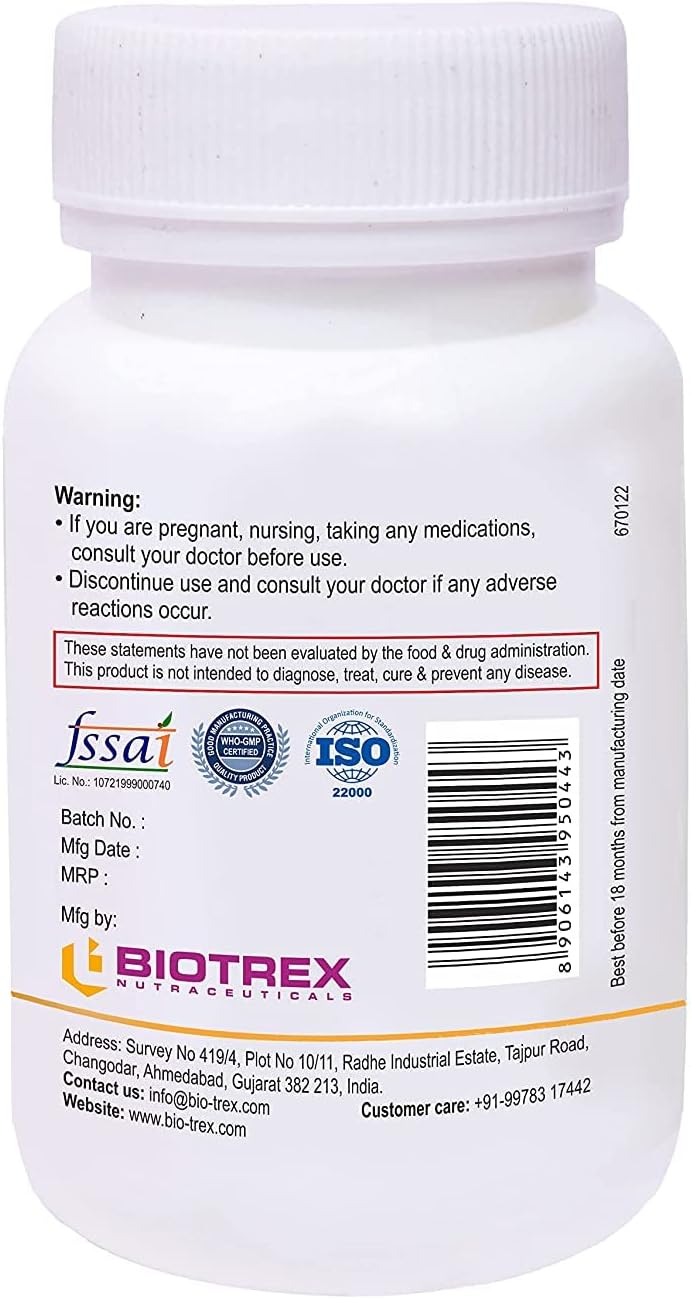 Warning:
• If you are pregnant, nursing, taking any medications,
consult your doctor before use.
• Discontinue use and consult your doctor if any adverse
reactions occur.
These statements have not been evaluated by the food & drug administration.
This product is not intended to diagnose, treat, cure & prevent any disease.
fssai
Lic. No.: 10721999000740
GOOD MANUFACTURING PRACTICE
WHO-GMP
CERTIFIED
QUALITY PRODUCT
International Organization for Standardization
ISO
22000
Batch No. :
Mfg Date :
MRP :
Mfg by:
BIOTREX
NUTRACEUTICALS
8 906143 950443
Best before 18 months from manufacturing date
670122
Address: Survey No 419/4, Plot No 10/11, Radhe Industrial Estate, Tajpur Road,
Changodar, Ahmedabad, Gujarat 382 213, India.
Contact us: info@bio-trex.com
Customer care: +91-99783 17442
Website: www.bio-trex.com